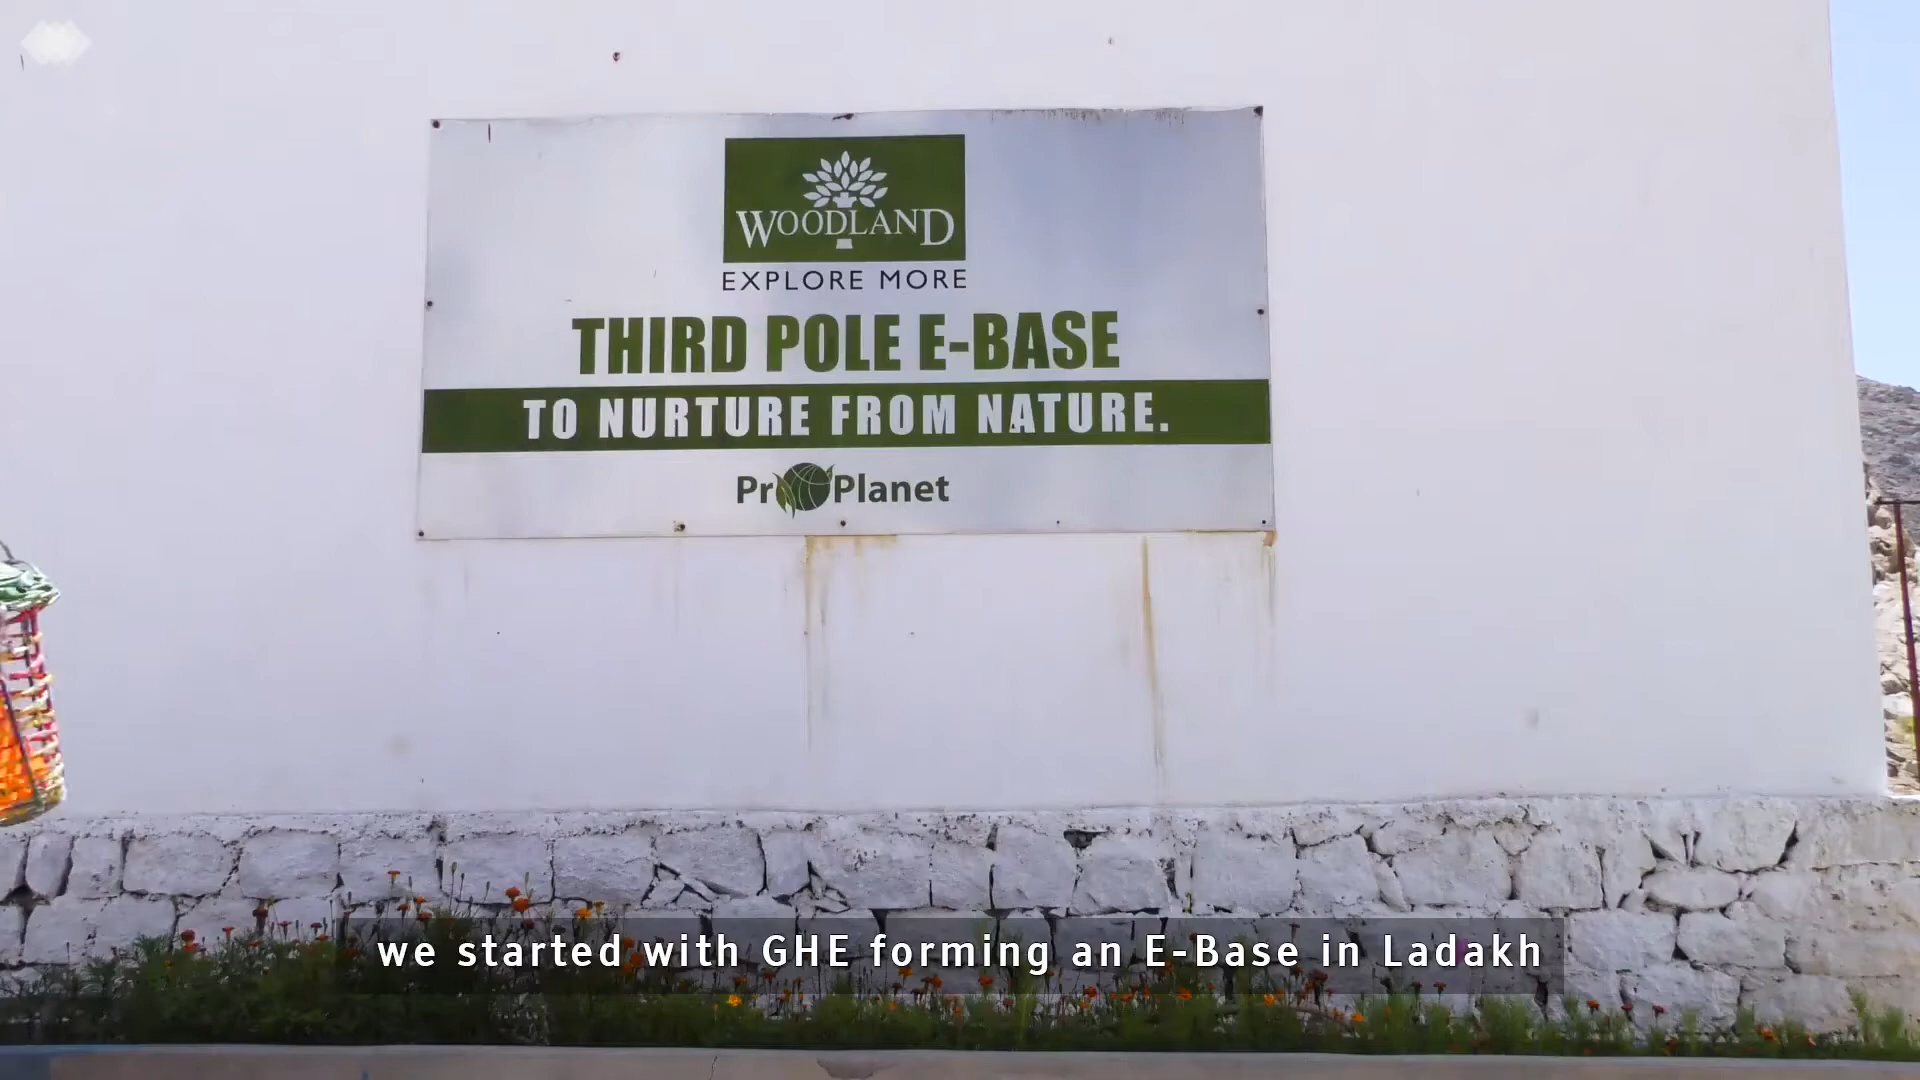 WOODLAND
EXPLORE MORE
THIRD POLE E-BASE
TO NURTURE FROM NATURE.
ProPlanet
we started with GHE forming an E-Base in Ladakh